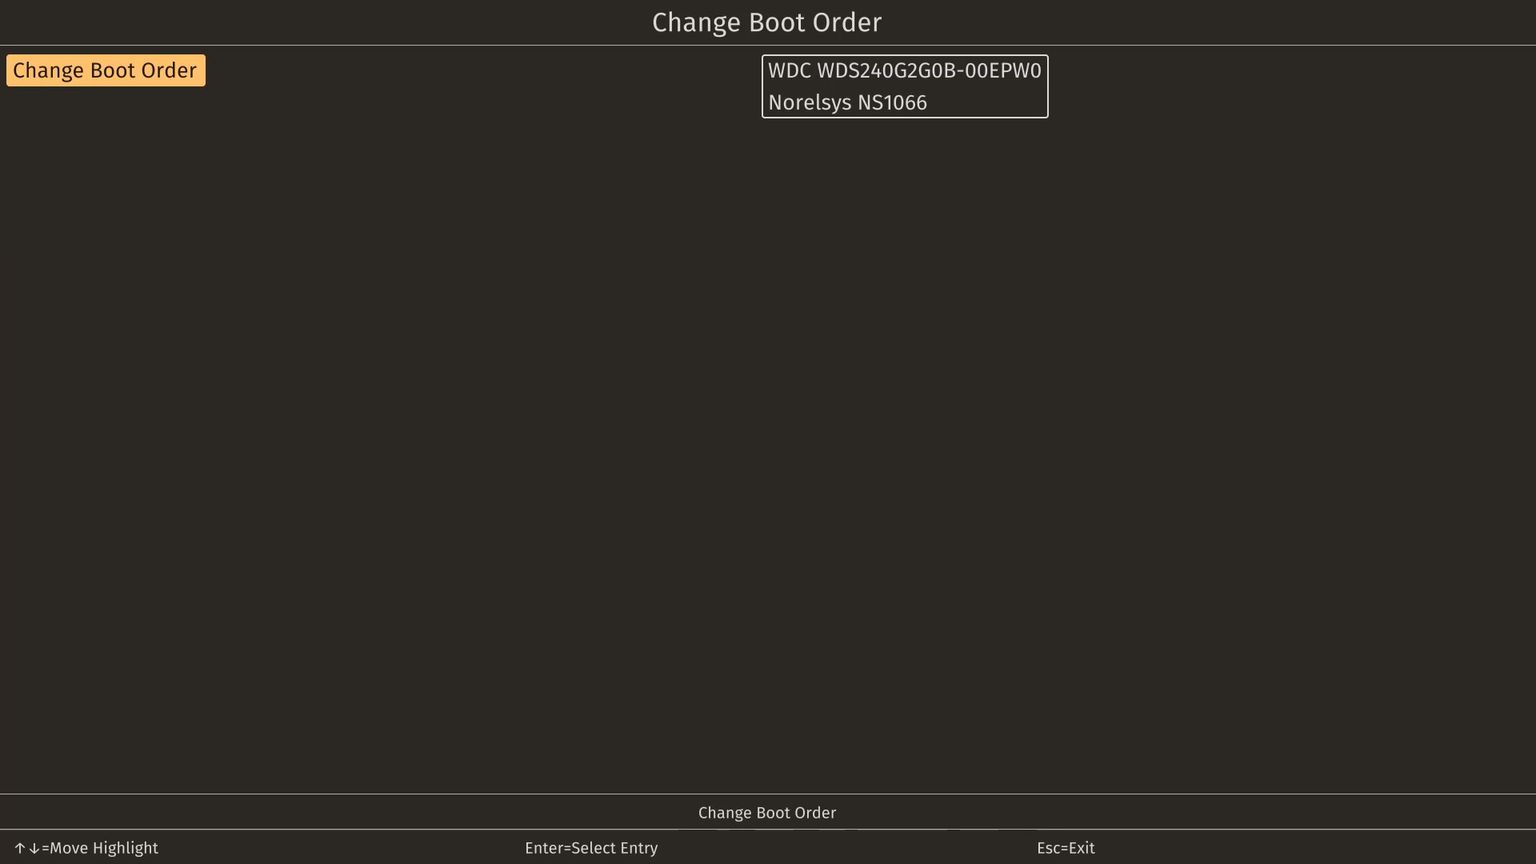 Change Boot Order
Change Boot Order
WDC WDS240G2G0B-00EPW0
Norelsys NS1066
Change Boot Order
↑↓=Move Highlight
Enter=Select Entry
Esc=Exit